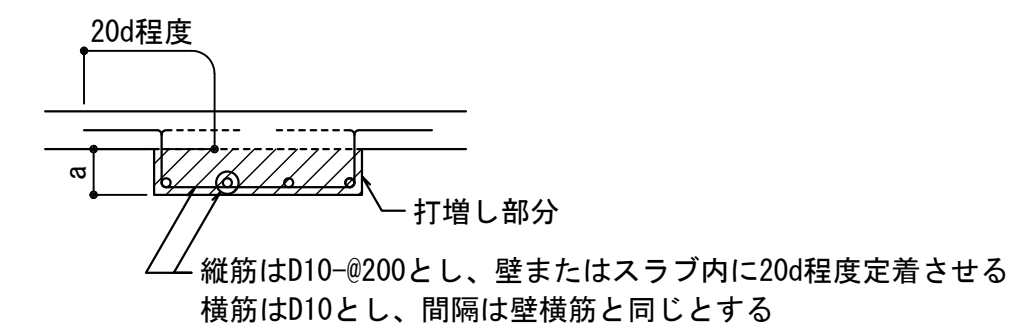 20d程度
a
打増し部分
縦筋はD10-@200とし、壁またはスラブ内に20d程度定着させる
横筋はD10とし、間隔は壁横筋と同じとする